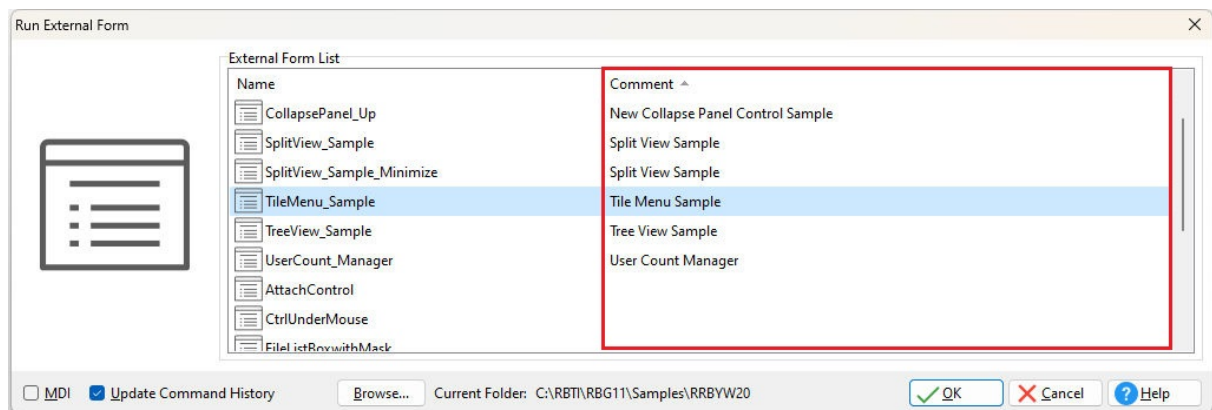 Run External Form
External Form List
Name Comment
CollapsePanel_Up New Collapse Panel Control Sample
SplitView_Sample Split View Sample
SplitView_Sample_Minimize Split View Sample
TileMenu_Sample Tile Menu Sample
TreeView_Sample Tree View Sample
UserCount_Manager User Count Manager
AttachControl
CtrlUnderMouse
FileListBoxwithMask
MDI Update Command History Browse... Current Folder: C:\RBTI\RBG11\Samples\RRBYW20 OK Cancel ? Help